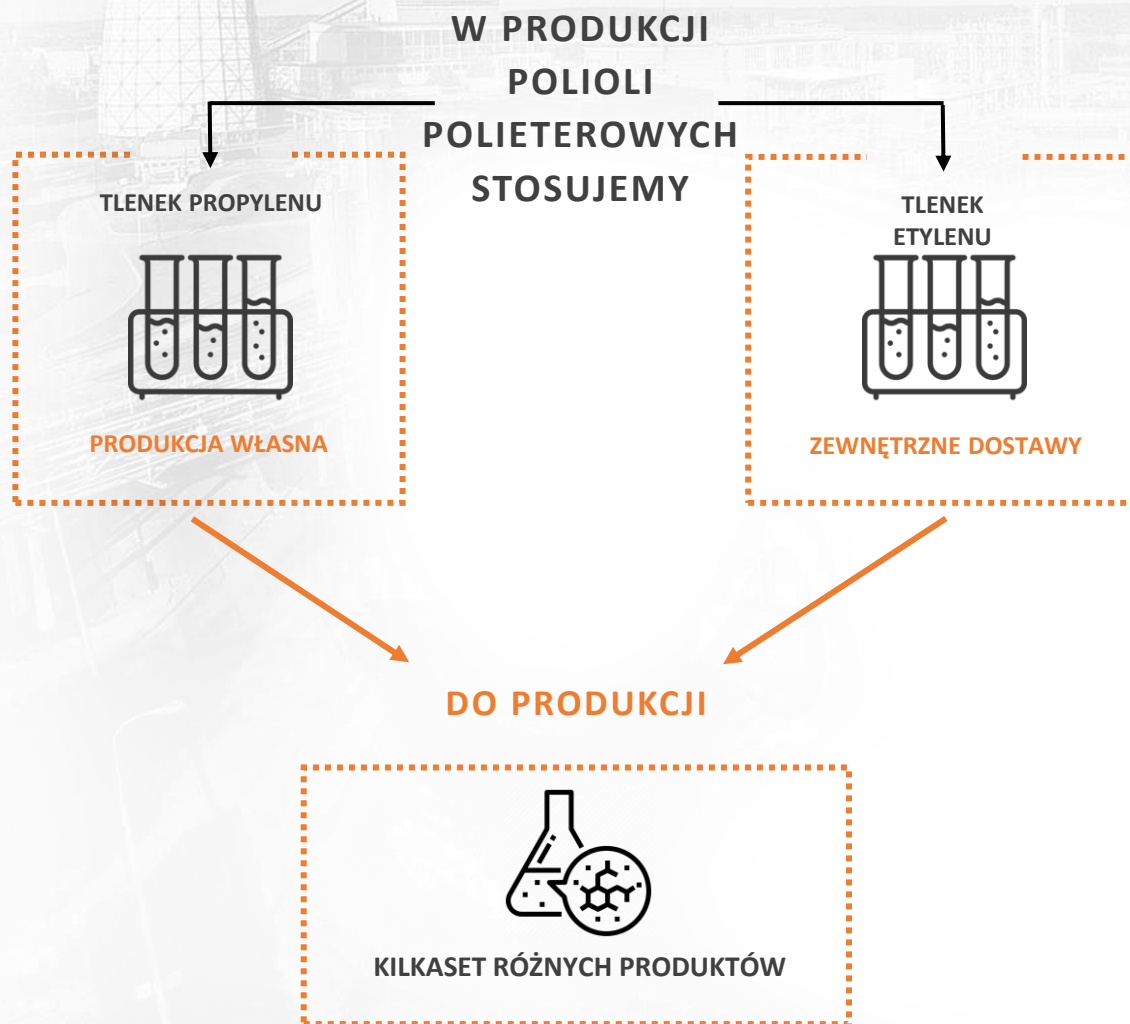 W PRODUKCJI
POLIOLI
POLIETEROWYCH
STOSUJEMY
TLENEK PROPYLENU
PRODUKCJA WŁASNA
TLENEK
ETYLENU
ZEWNĘTRZNE DOSTAWY
DO PRODUKCJI
KILKASET RÓŻNYCH PRODUKTÓW